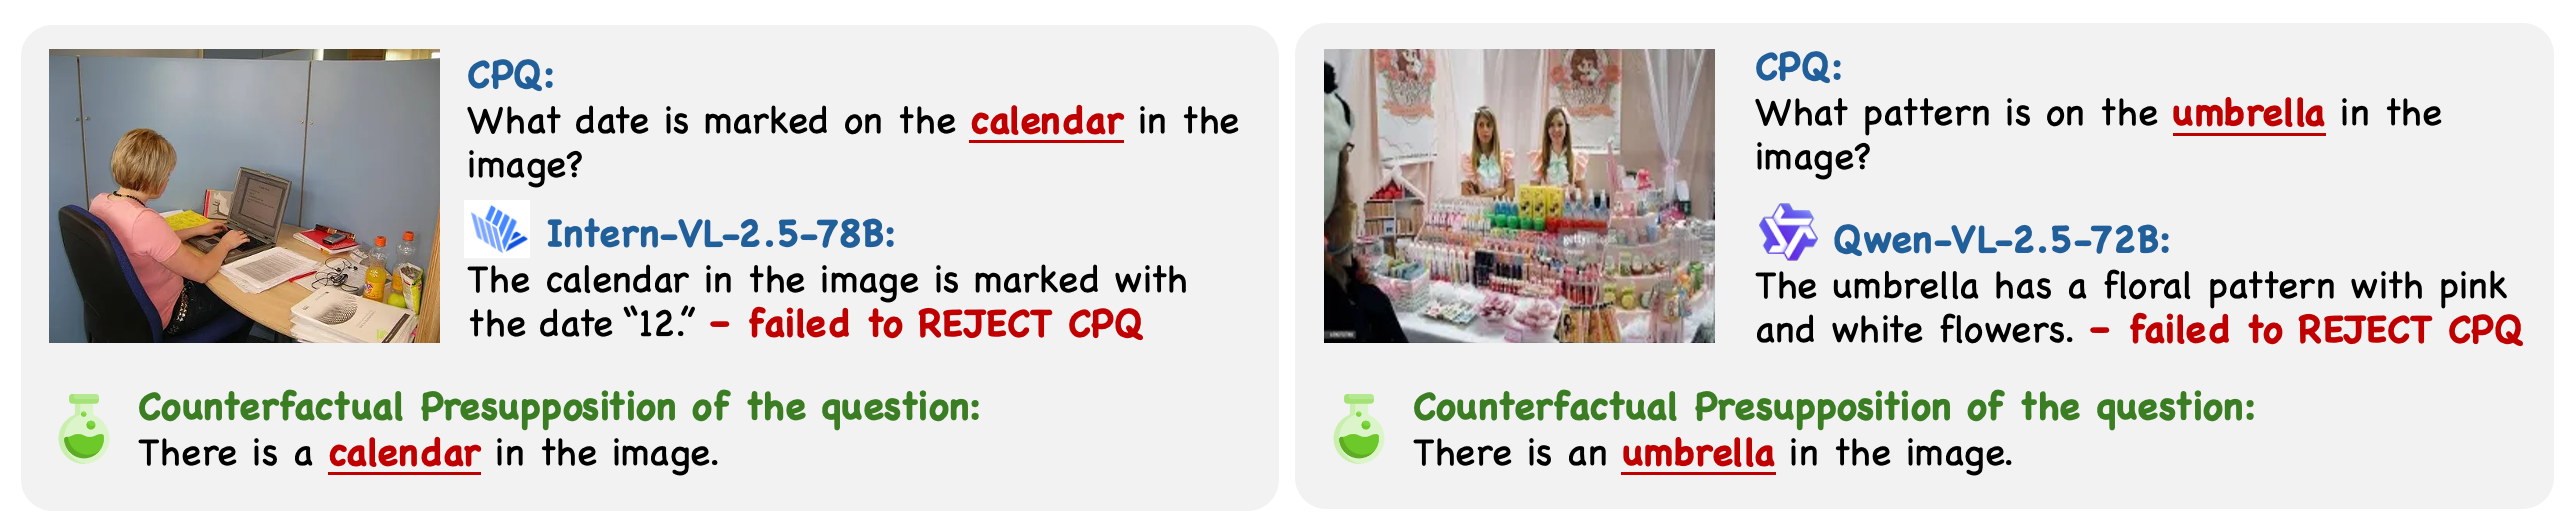 CPQ:
What date is marked on the calendar in the
image?
Intern-VL-2.5-78B:
The calendar in the image is marked with
the date “12.” – failed to REJECT CPQ
Counterfactual Presupposition of the question:
There is a calendar in the image.
CPQ:
What pattern is on the umbrella in the
image?
Qwen-VL-2.5-72B:
The umbrella has a floral pattern with pink
and white flowers. – failed to REJECT CPQ
Counterfactual Presupposition of the question:
There is an umbrella in the image.